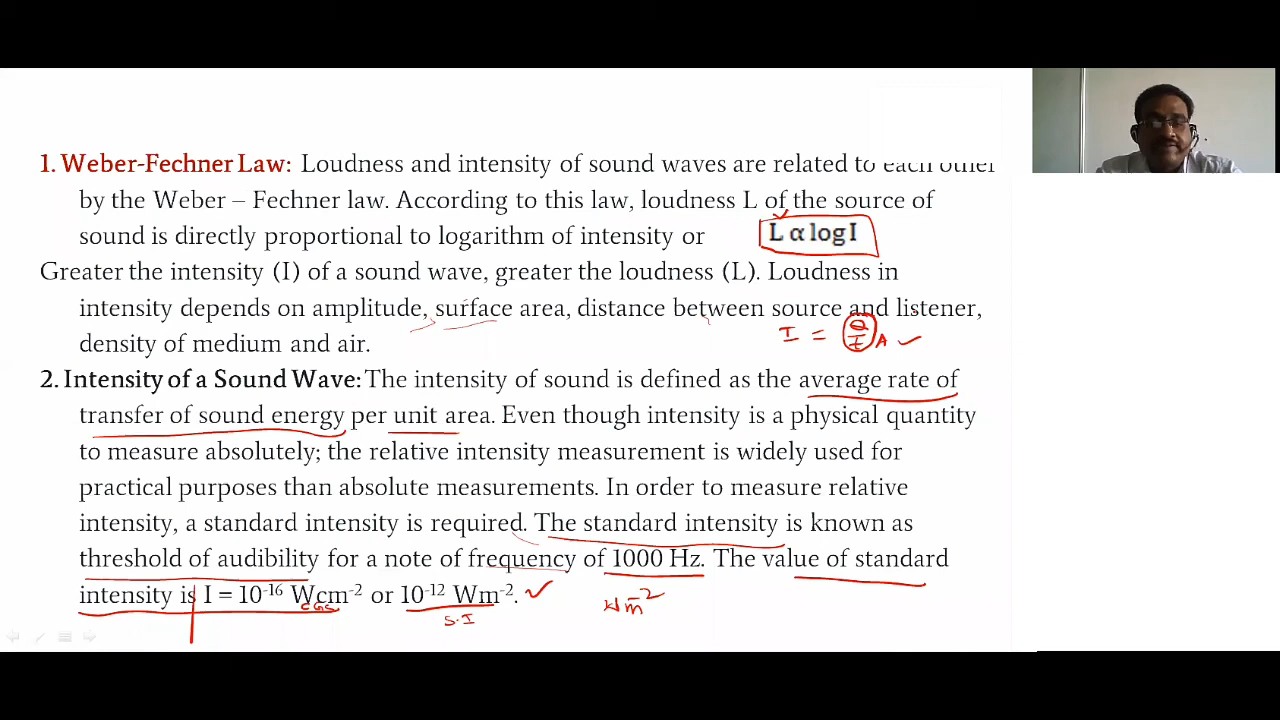 1. Weber-Fechner Law: Loudness and intensity of sound waves are related to each other
by the Weber – Fechner law. According to this law, loudness L of the source of
sound is directly proportional to logarithm of intensity or L α log I
Greater the intensity (I) of a sound wave, greater the loudness (L). Loudness in
intensity depends on amplitude, surface area, distance between source and listener,
I = Q/tA
density of medium and air.
2. Intensity of a Sound Wave: The intensity of sound is defined as the average rate of
transfer of sound energy per unit area. Even though intensity is a physical quantity
to measure absolutely; the relative intensity measurement is widely used for
practical purposes than absolute measurements. In order to measure relative
intensity, a standard intensity is required. The standard intensity is known as
threshold of audibility for a note of frequency of 1000 Hz. The value of standard
intensity is I = 10⁻¹⁶ Wcm⁻² or 10⁻¹² Wm⁻².
Wm⁻²
CGS
S.I